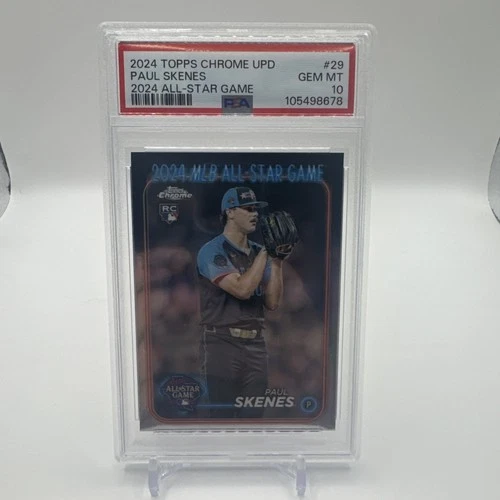 2024 TOPPS CHROME UPD #29
PAUL SKENES GEM MT
2024 ALL-STAR GAME 10
PSA 105498678
2024 MLB ALL-STAR GAME
Topps
Chrome
RC
ALL-STAR
GAME
PAUL
SKENES P